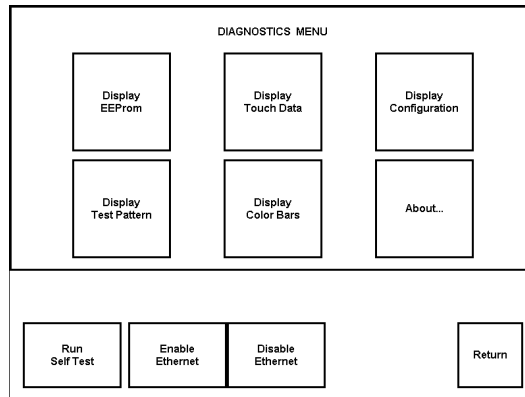 DIAGNOSTICS MENU
Display
EEProm
Display
Touch Data
Display
Configuration
Display
Test Pattern
Display
Color Bars
About...
Run
Self Test
Enable
Ethernet
Disable
Ethernet
Return